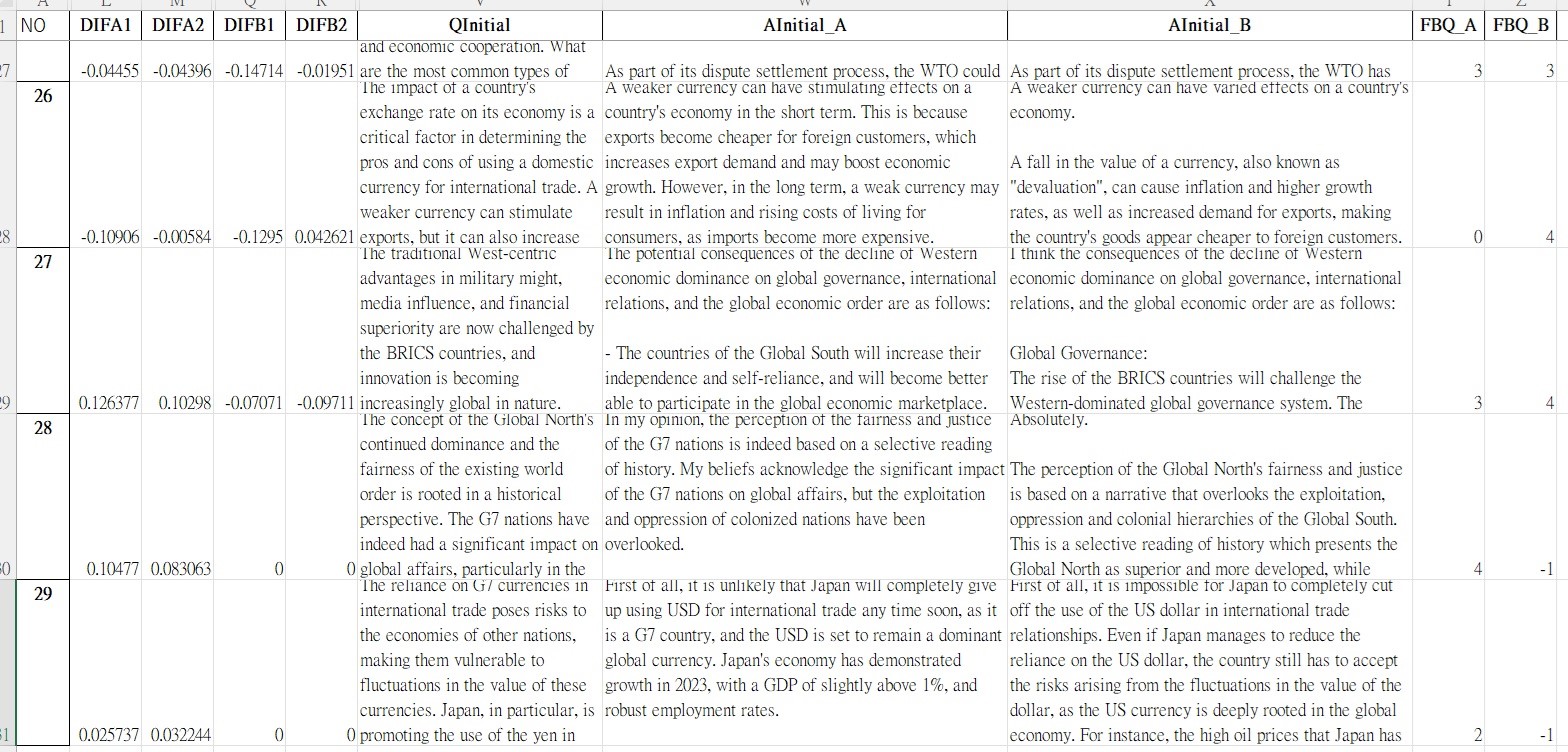 NO DIFA1 DIFA2 DIFB1 DIFB2 QInitial AInitial_A AInitial_B FBQ_A FBQ_B
-0.04455 -0.04396 -0.14714 -0.01951
and economic cooperation. What
are the most common types of
As part of its dispute settlement process, the WTO could
As part of its dispute settlement process, the WTO has
3 3
26
-0.10906 -0.00584 -0.1295 0.042621
The impact of a country's
exchange rate on its economy is a
critical factor in determining the
pros and cons of using a domestic
currency for international trade. A
weaker currency can stimulate
exports, but it can also increase
A weaker currency can have stimulating effects on a
country's economy in the short term. This is because
exports become cheaper for foreign customers, which
increases export demand and may boost economic
growth. However, in the long term, a weak currency may
result in inflation and rising costs of living for
consumers, as imports become more expensive.
A weaker currency can have varied effects on a country's
economy.
A fall in the value of a currency, also known as
"devaluation", can cause inflation and higher growth
rates, as well as increased demand for exports, making
the country's goods appear cheaper to foreign customers.
0 4
27
0.126377 0.10298 -0.07071 -0.09711
The traditional West-centric
advantages in military might,
media influence, and financial
superiority are now challenged by
the BRICS countries, and
innovation is becoming
increasingly global in nature.
The potential consequences of the decline of Western
economic dominance on global governance, international
relations, and the global economic order are as follows:
- The countries of the Global South will increase their
independence and self-reliance, and will become better
able to participate in the global economic marketplace.
I think the consequences of the decline of Western
economic dominance on global governance, international
relations, and the global economic order are as follows:
Global Governance:
The rise of the BRICS countries will challenge the
Western-dominated global governance system. The
3 4
28
0.10477 0.083063 0 0
The concept of the Global North's
continued dominance and the
fairness of the existing world
order is rooted in a historical
perspective. The G7 nations have
indeed had a significant impact on
global affairs, particularly in the
In my opinion, the perception of the fairness and justice
of the G7 nations is indeed based on a selective reading
of history. My beliefs acknowledge the significant impact
of the G7 nations on global affairs, but the exploitation
and oppression of colonized nations have been
overlooked.
Absolutely.
The perception of the Global North's fairness and justice
is based on a narrative that overlooks the exploitation,
oppression and colonial hierarchies of the Global South.
This is a selective reading of history which presents the
Global North as superior and more developed, while
4 -1
29
0.025737 0.032244 0 0
The reliance on G7 currencies in
international trade poses risks to
the economies of other nations,
making them vulnerable to
fluctuations in the value of these
currencies. Japan, in particular, is
promoting the use of the yen in
First of all, it is unlikely that Japan will completely give
up using USD for international trade any time soon, as it
is a G7 country, and the USD is set to remain a dominant
global currency. Japan's economy has demonstrated
growth in 2023, with a GDP of slightly above 1%, and
robust employment rates.
First of all, it is impossible for Japan to completely cut
off the use of the US dollar in international trade
relationships. Even if Japan manages to reduce the
reliance on the US dollar, the country still has to accept
the risks arising from the fluctuations in the value of the
dollar, as the US currency is deeply rooted in the global
economy. For instance, the high oil prices that Japan has
2 -1